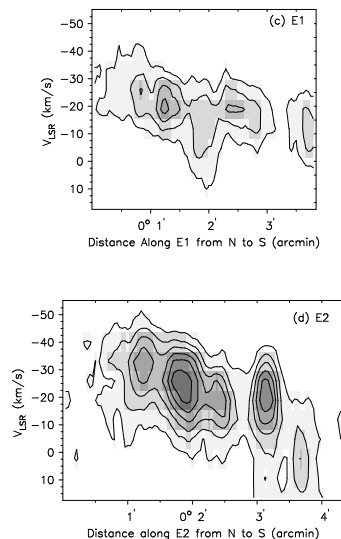 (c) E1
−50
−40
−30
−20
−10
0
10
V_LSR (km/s)
0° 1' 2' 3'
Distance Along E1 from N to S (arcmin)
(d) E2
−50
−40
−30
−20
−10
0
10
V_LSR (km/s)
1' 0° 2' 3' 4'
Distance along E2 from N to S (arcmin)